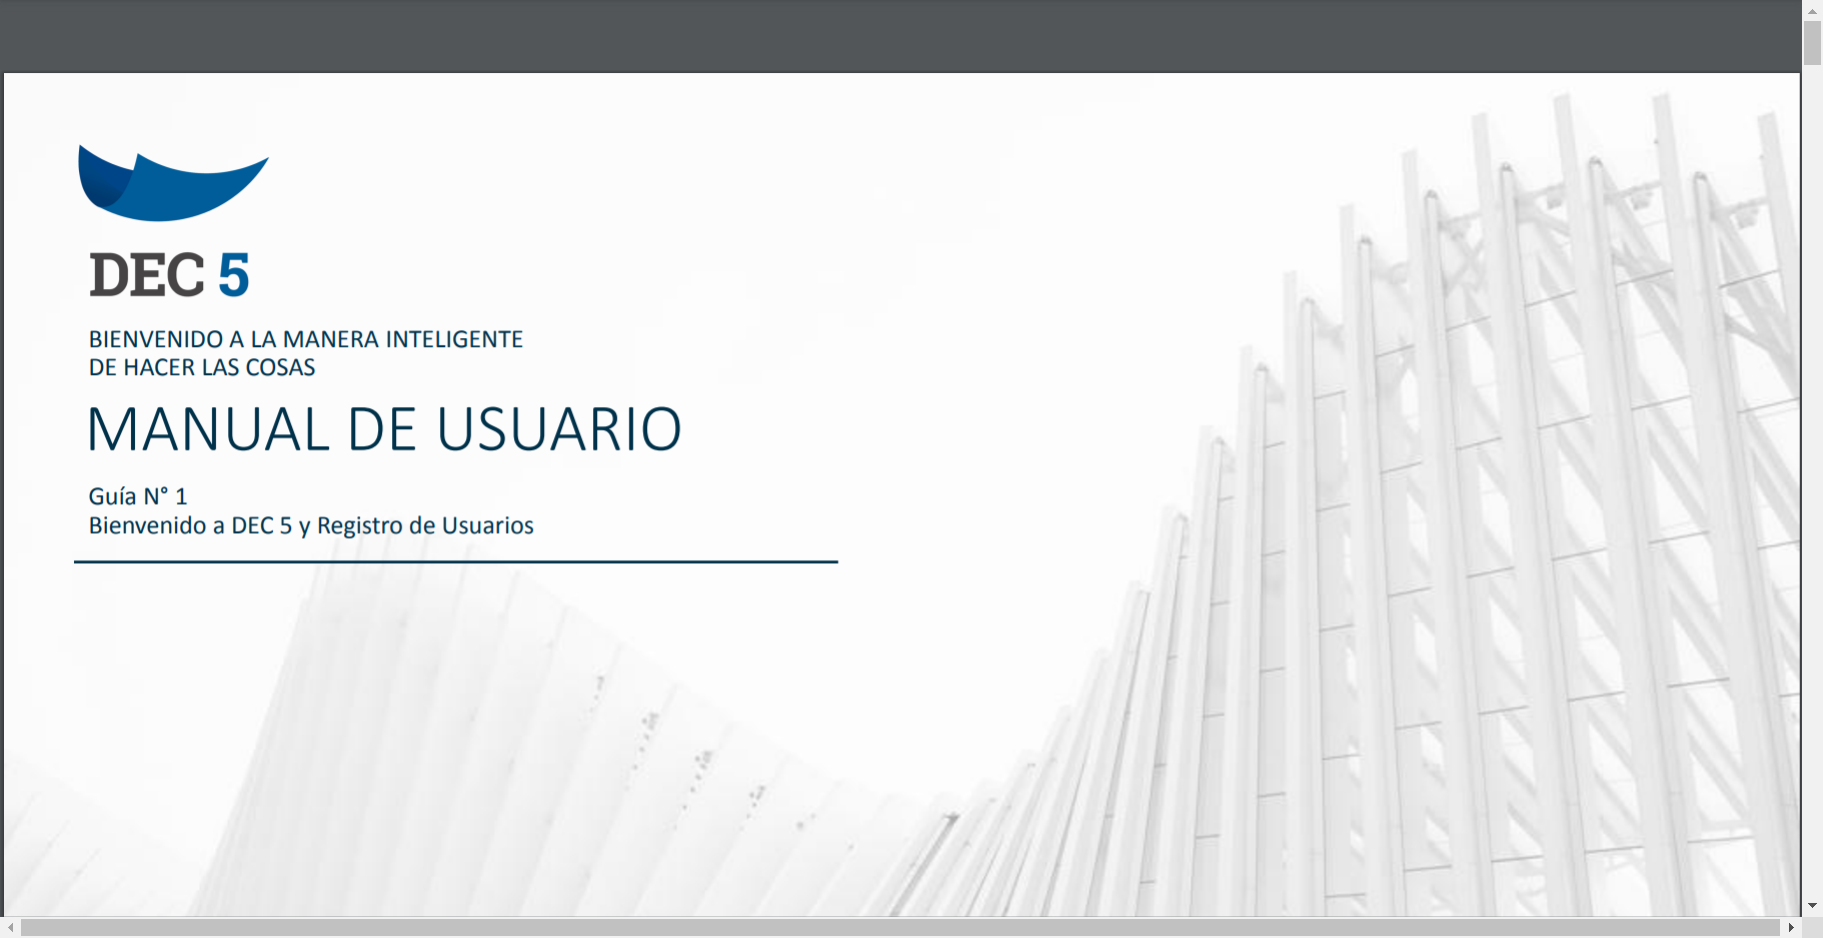 DEC 5
BIENVENIDO A LA MANERA INTELIGENTE
DE HACER LAS COSAS
MANUAL DE USUARIO
Guía N° 1
Bienvenido a DEC 5 y Registro de Usuarios